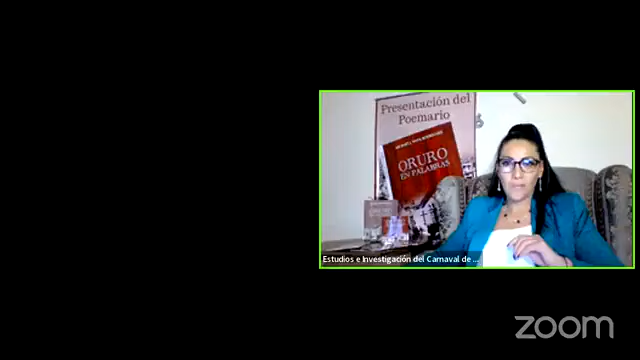 Presentación del
Poemario
ORURO
EN PALABRAS
Estudios e Investigación del Carnaval de ...
zoom